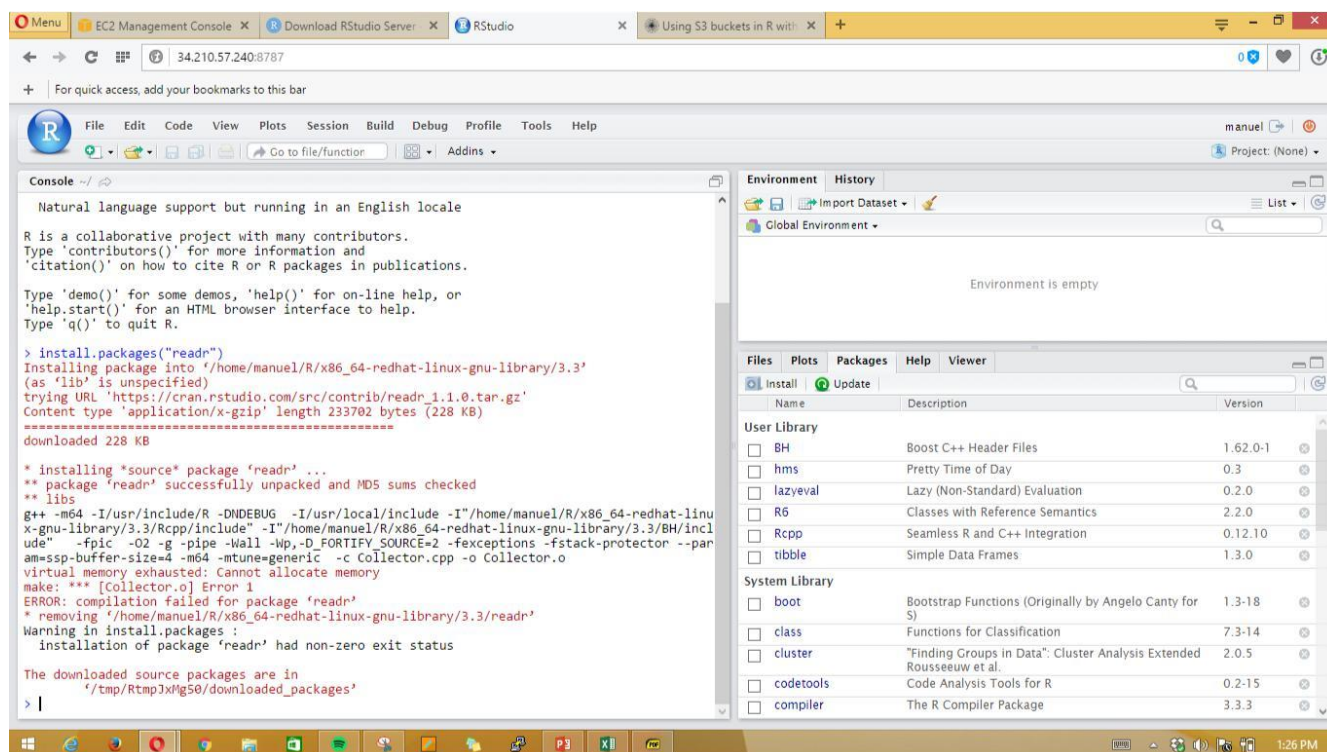 Menu
EC2 Management Console
Download RStudio Server -
RStudio
Using S3 buckets in R with
34.210.57.240:8787
0
For quick access, add your bookmarks to this bar
R
File Edit Code View Plots Session Build Debug Profile Tools Help
manuel
Go to file/function
Addins
Project: (None)
Console ~/
Natural language support but running in an English locale
R is a collaborative project with many contributors.
Type 'contributors()' for more information and
'citation()' on how to cite R or R packages in publications.
Type 'demo()' for some demos, 'help()' for on-line help, or
'help.start()' for an HTML browser interface to help.
Type 'q()' to quit R.
> install.packages("readr")
Installing package into ‘/home/manuel/R/x86_64-redhat-linux-gnu-library/3.3’
(as ‘lib’ is unspecified)
trying URL 'https://cran.rstudio.com/src/contrib/readr_1.1.0.tar.gz'
Content type 'application/x-gzip' length 233702 bytes (228 KB)
==================================================
downloaded 228 KB
* installing *source* package ‘readr’ ...
** package ‘readr’ successfully unpacked and MD5 sums checked
** libs
g++ -m64 -I/usr/include/R -DNDEBUG -I/usr/local/include -I"/home/manuel/R/x86_64-redhat-linu
x-gnu-library/3.3/Rcpp/include" -I"/home/manuel/R/x86_64-redhat-linux-gnu-library/3.3/BH/incl
ude" -fpic -O2 -g -pipe -Wall -Wp,-D_FORTIFY_SOURCE=2 -fexceptions -fstack-protector --par
am=ssp-buffer-size=4 -m64 -mtune=generic -c Collector.cpp -o Collector.o
virtual memory exhausted: Cannot allocate memory
make: *** [Collector.o] Error 1
ERROR: compilation failed for package ‘readr’
* removing ‘/home/manuel/R/x86_64-redhat-linux-gnu-library/3.3/readr’
Warning in install.packages :
installation of package ‘readr’ had non-zero exit status
The downloaded source packages are in
‘/tmp/RtmpJxMg50/downloaded_packages’
>
Environment History
Import Dataset
List
Global Environment
Environment is empty
Files Plots Packages Help Viewer
Install Update
Name Description Version
User Library
BH Boost C++ Header Files 1.62.0-1
hms Pretty Time of Day 0.3
lazyeval Lazy (Non-Standard) Evaluation 0.2.0
R6 Classes with Reference Semantics 2.2.0
Rcpp Seamless R and C++ Integration 0.12.10
tibble Simple Data Frames 1.3.0
System Library
boot Bootstrap Functions (Originally by Angelo Canty for 1.3-18
S)
class Functions for Classification 7.3-14
cluster "Finding Groups in Data": Cluster Analysis Extended 2.0.5
Rousseeuw et al.
codetools Code Analysis Tools for R 0.2-15
compiler The R Compiler Package 3.3.3
1:26 PM